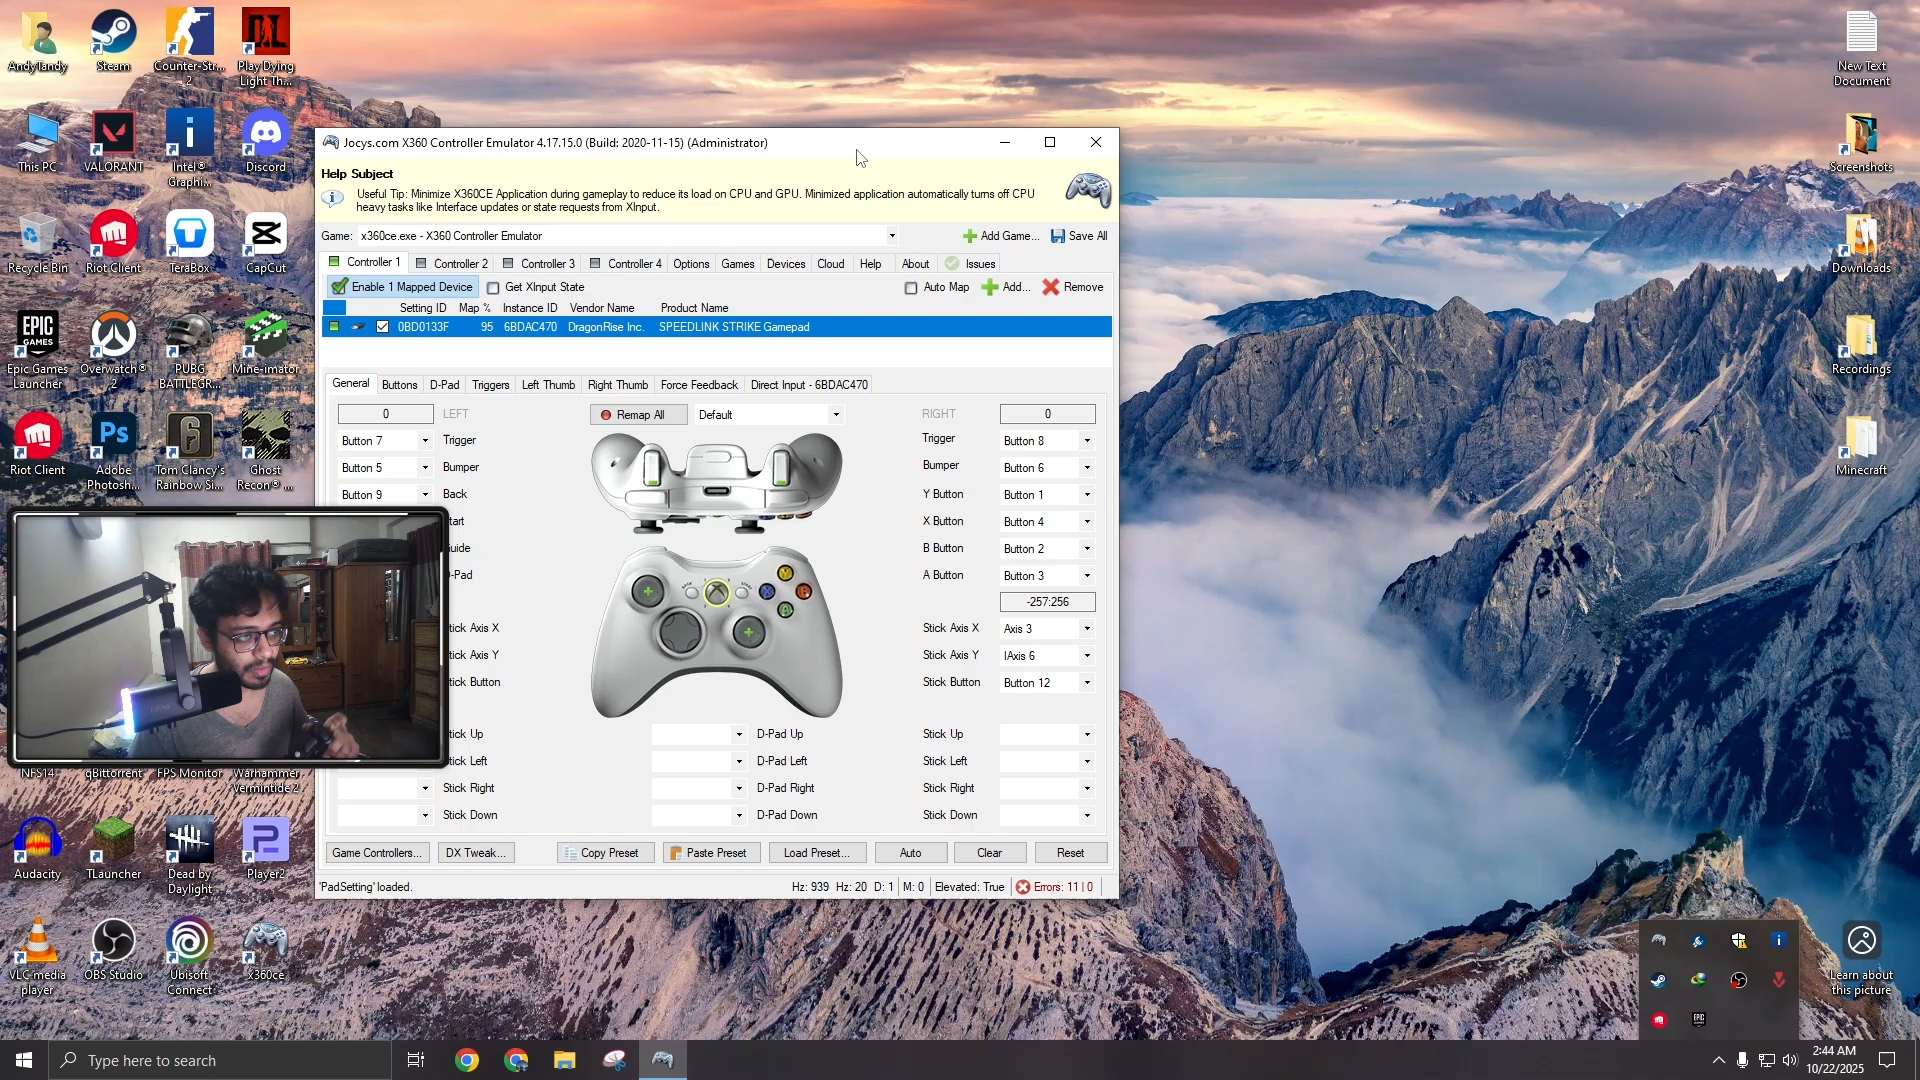 AndyTandy
Steam
Counter-Str...
2
Play Dying
Light Th...
New Text
Document
This PC
VALORANT
Intel®
Graphi...
Discord
Screenshots
Recycle Bin
Riot Client
TeraBox
CapCut
Downloads
Epic Games
Launcher
Overwatch®
2
PUBG
BATTLEGR...
Mine-imator
Recordings
Riot Client
Adobe
Photosh...
Tom Clancy's
Rainbow Si...
Ghost
Recon® ...
Minecraft
Jocys.com X360 Controller Emulator 4.17.15.0 (Build: 2020-11-15) (Administrator)
Help Subject
Useful Tip: Minimize X360CE Application during gameplay to reduce its load on CPU and GPU. Minimized application automatically turns off CPU
heavy tasks like Interface updates or state requests from XInput.
Game: x360ce.exe - X360 Controller Emulator Add Game... Save All
Controller 1 Controller 2 Controller 3 Controller 4 Options Games Devices Cloud Help About Issues
Enable 1 Mapped Device Get XInput State Auto Map Add... Remove
Setting ID Map % Instance ID Vendor Name Product Name
0BD0133F 95 6BDAC470 DragonRise Inc. SPEEDLINK STRIKE Gamepad
General Buttons D-Pad Triggers Left Thumb Right Thumb Force Feedback Direct Input - 6BDAC470
0 LEFT Remap All Default RIGHT 0
Button 7 Trigger Trigger Button 8
Button 5 Bumper Bumper Button 6
Button 9 Back Y Button Button 1
tart X Button Button 4
uide B Button Button 2
-Pad A Button Button 3
-257:256
tick Axis X Stick Axis X Axis 3
tick Axis Y Stick Axis Y IAxis 6
tick Button Stick Button Button 12
tick Up D-Pad Up Stick Up
tick Left D-Pad Left Stick Left
Stick Right D-Pad Right Stick Right
Stick Down D-Pad Down Stick Down
Game Controllers... DX Tweak... Copy Preset Paste Preset Load Preset... Auto Clear Reset
'PadSetting' loaded. Hz: 939 Hz: 20 D: 1 M: 0 Elevated: True Errors: 11 | 0
NFS14
qBittorrent
FPS Monitor
Warhammer
Vermintide 2
Audacity
TLauncher
Dead by
Daylight
Player2
VLC media
player
OBS Studio
Ubisoft
Connect
x360ce
Learn about
this picture
Type here to search
2:44 AM
10/22/2025